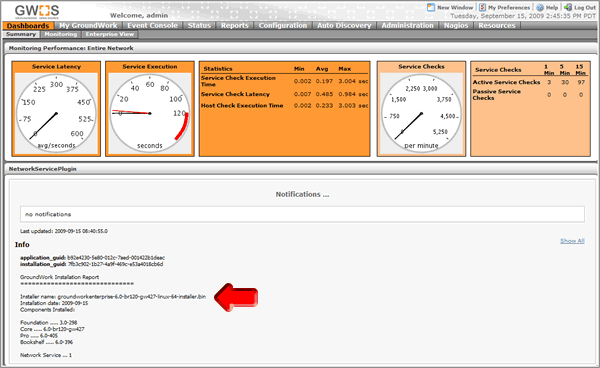 GWOS
Welcome, admin
New Window My Preferences Help Log Out
Tuesday, September 15, 2009 2:45:35 PM PDT
Dashboards My GroundWork Event Console Status Reports Configuration Auto Discovery Administration Nagios Resources
Summary Monitoring Enterprise View
Monitoring Performance: Entire Network
Service Latency
0 75 150 225 300 375 450 525 600
avg/seconds
Service Execution
0 20 40 60 80 100 120
seconds
Statistics Min Avg Max
Service Check Execution Time 0.002 0.197 3.004 sec
Service Check Latency 0.007 0.485 0.984 sec
Host Check Execution Time 0.002 0.233 3.003 sec
Service Checks
0 750 1,500 2,250 3,000 3,750 4,500 5,250
per minute
Service Checks 1 Min 5 Min 15 Min
Active Service Checks 3 30 97
Passive Service Checks 0 0 0
NetworkServicePlugin
Notifications ...
no notifications
Last updated: 2009-09-15 08:40:55.0
Info
Show All
application_guid: b92a4230-5e80-012c-7aed-001422b1deac
installation_guid: 7fb3c902-1b27-4a9f-469c-e53a4018cb6d
GroundWork Installation Report
==============================
Installer name: groundworkenterprise-6.0-br120-gw427-linux-64-installer.bin
Installation date: 2009-09-15
Components Installed:
Foundation ..... 3.0-298
Core ..... 6.0-br120-gw427
Pro ..... 6.0-405
Bookshelf ..... 6.0-396
Network Service ... 1